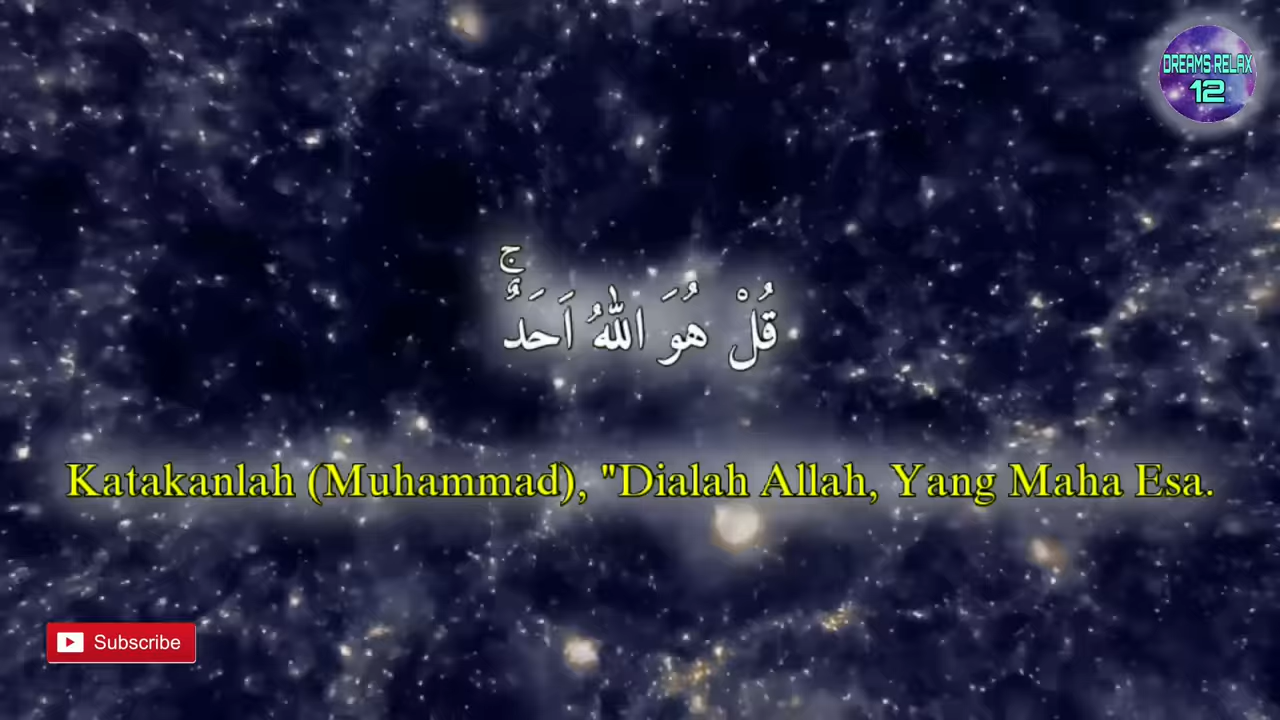 DREAMS RELAX
12
قُلْ هُوَ اللّٰهُ اَحَدٌۚ
Katakanlah (Muhammad), "Dialah Allah, Yang Maha Esa.
Subscribe